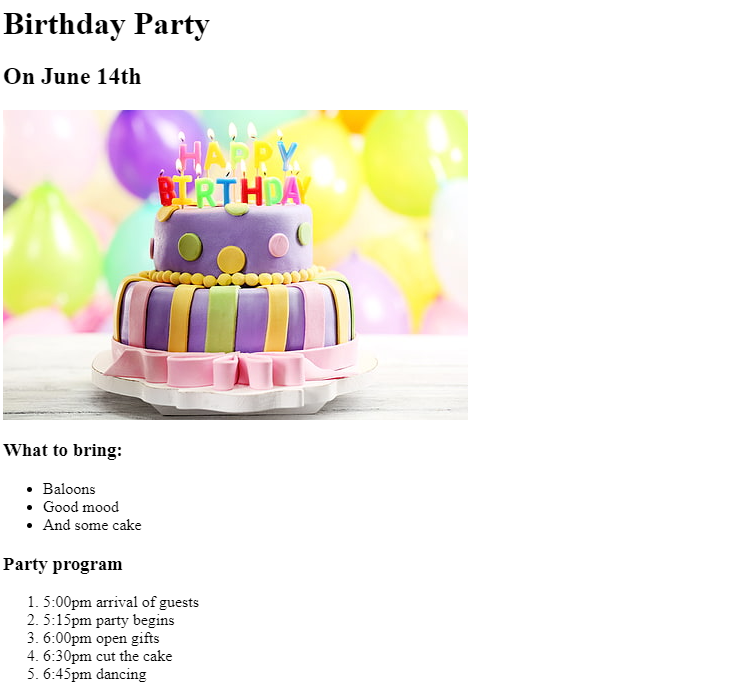 Birthday Party
On June 14th
HAPPY
BIRTHDAY
What to bring:
Baloons
Good mood
And some cake
Party program
1. 5:00pm arrival of guests
2. 5:15pm party begins
3. 6:00pm open gifts
4. 6:30pm cut the cake
5. 6:45pm dancing